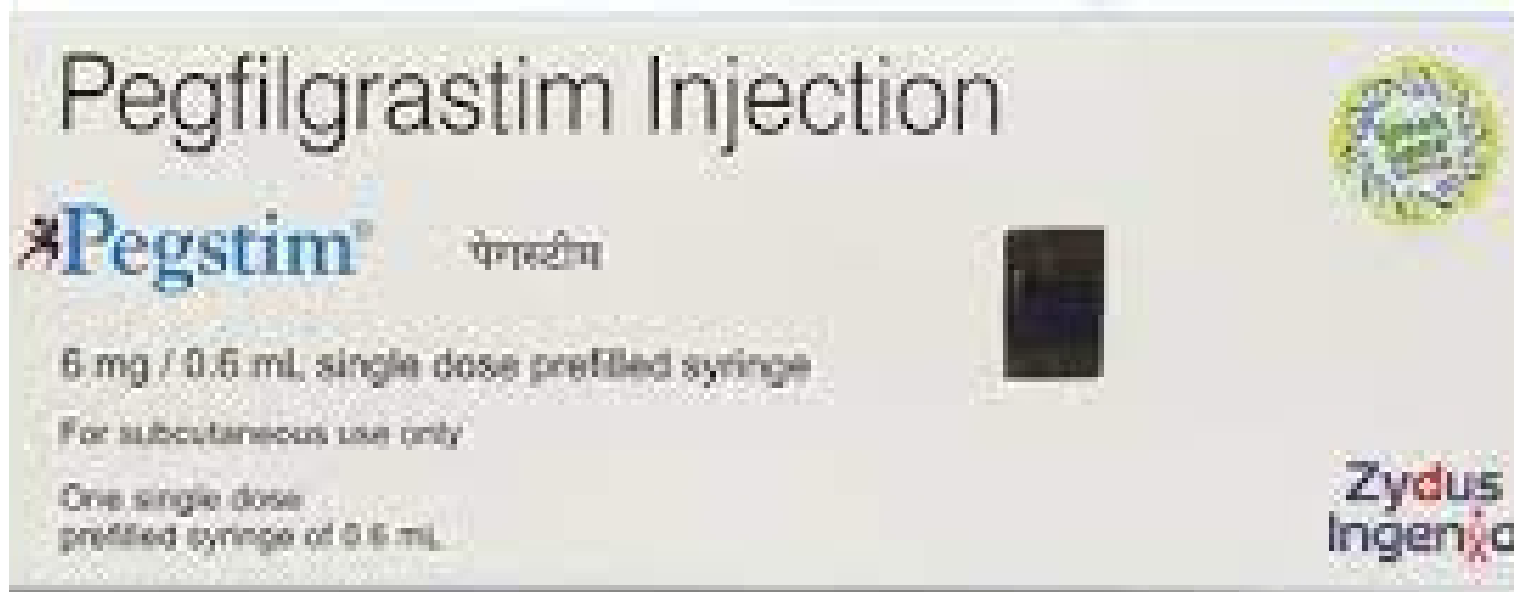 Pegfilgrastim Injection
Pegstim® पेगस्टीम
6 mg / 0.6 mL single dose prefilled syringe
For subcutaneous use only
One single dose
prefilled syringe of 0.6 mL
Zydus
Ingenia